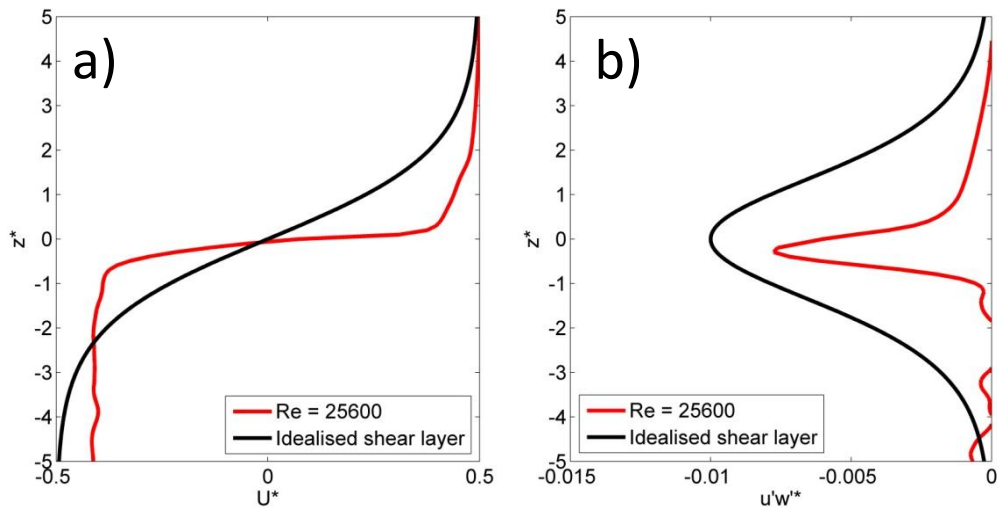 a)
5
4
3
2
1
0
-1
-2
-3
-4
-5
z*
-0.5
0
0.5
U*
Re = 25600
Idealised shear layer
b)
5
4
3
2
1
0
-1
-2
-3
-4
-5
z*
-0.015
-0.01
-0.005
0
u'w'*
Re = 25600
Idealised shear layer